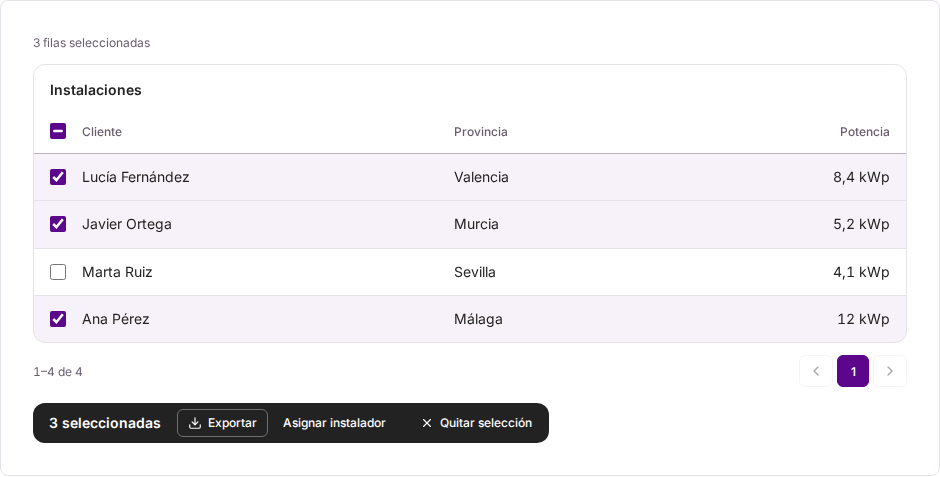 3 filas seleccionadas
Instalaciones
Cliente Provincia Potencia
Lucía Fernández Valencia 8,4 kWp
Javier Ortega Murcia 5,2 kWp
Marta Ruiz Sevilla 4,1 kWp
Ana Pérez Málaga 12 kWp
1–4 de 4 1
3 seleccionadas Exportar Asignar instalador Quitar selección